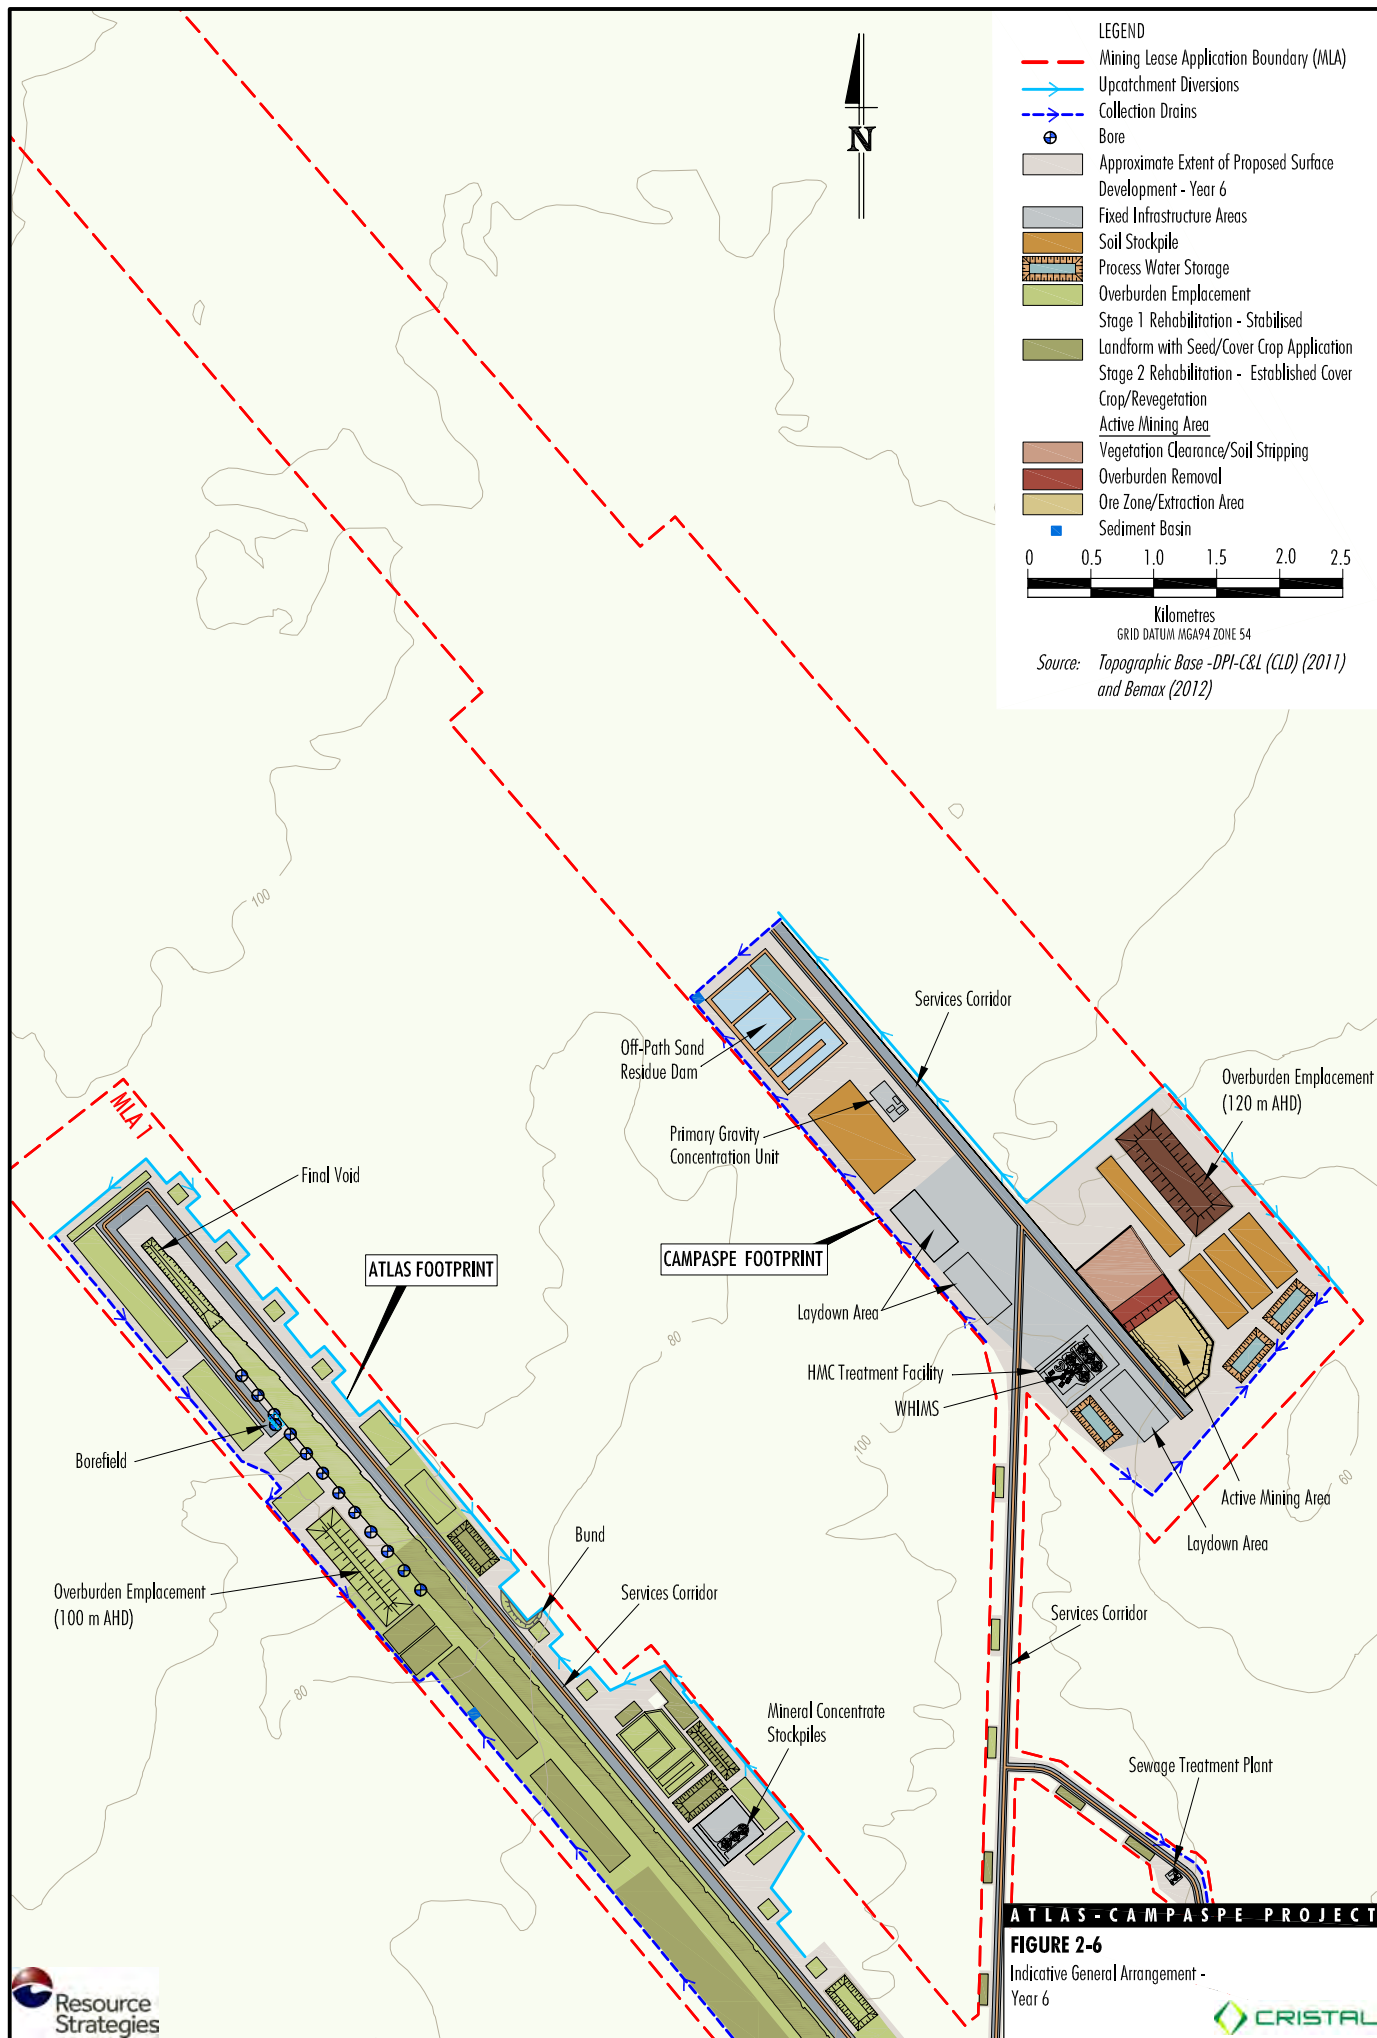 LEGEND
Mining Lease Application Boundary (MLA)
Upcatchment Diversions
Collection Drains
Bore
Approximate Extent of Proposed Surface
Development - Year 6
Fixed Infrastructure Areas
Soil Stockpile
Process Water Storage
Overburden Emplacement
Stage 1 Rehabilitation - Stabilised
Landform with Seed/Cover Crop Application
Stage 2 Rehabilitation - Established Cover
Crop/Revegetation
Active Mining Area
Vegetation Clearance/Soil Stripping
Overburden Removal
Ore Zone/Extraction Area
Sediment Basin
0 0.5 1.0 1.5 2.0 2.5
Kilometres
GRID DATUM MGA94 ZONE 54
Source: Topographic Base -DPI-C&L (CLD) (2011)
and Bemax (2012)
N
100
Services Corridor
Off-Path Sand
Residue Dam
Overburden Emplacement
(120 m AHD)
MLA 1
Primary Gravity
Concentration Unit
Final Void
ATLAS FOOTPRINT
CAMPASPE FOOTPRINT
Laydown Area
80
HMC Treatment Facility
WHIMS
100
Borefield
60
Active Mining Area
Laydown Area
Bund
Overburden Emplacement
(100 m AHD)
Services Corridor
Services Corridor
80
Mineral Concentrate
Stockpiles
Sewage Treatment Plant
ATLAS-CAMPASPE PROJECT
FIGURE 2-6
Indicative General Arrangement -
Year 6
Resource
Strategies
CRISTAL